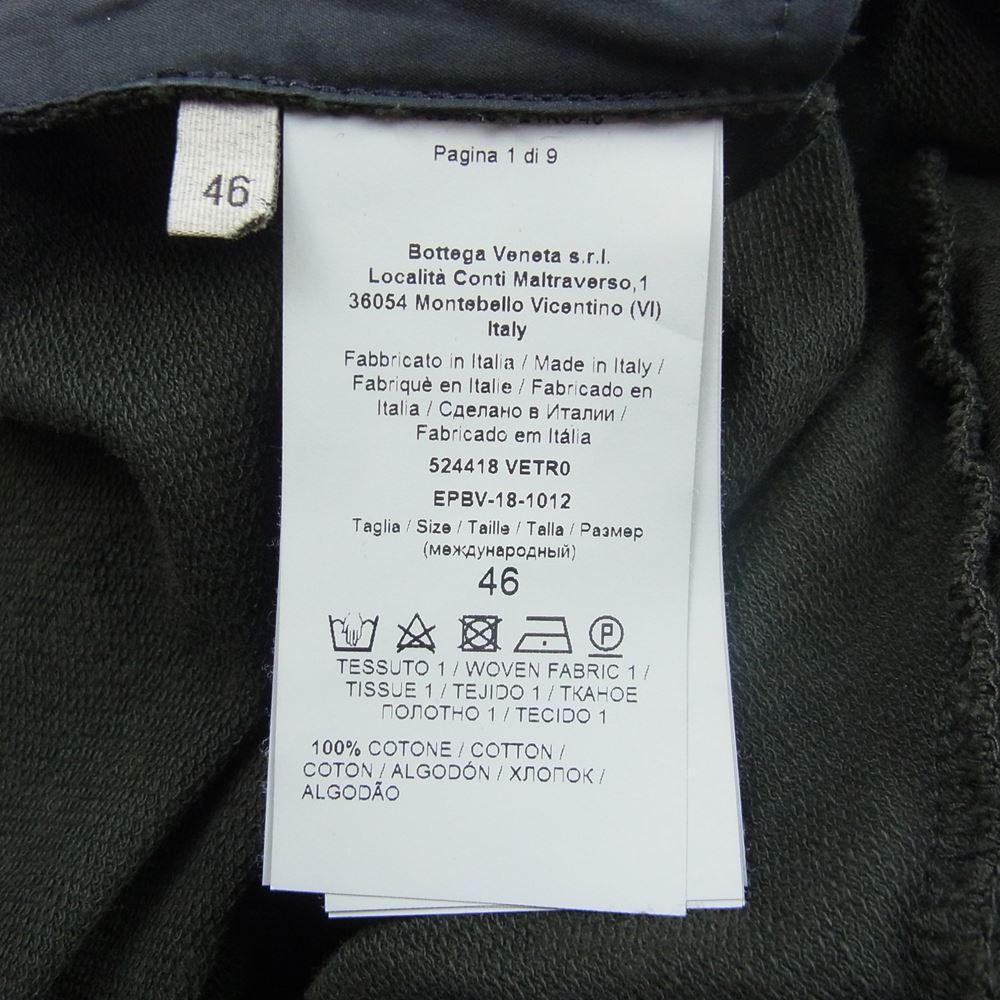 46
Pagina 1 di 9
Bottega Veneta s.r.l.
Località Conti Maltraverso,1
36054 Montebello Vicentino (VI)
Italy
Fabbricato in Italia / Made in Italy /
Fabriquè en Italie / Fabricado en
Italia / Сделано в Италии /
Fabricado em Itália
524418 VETR0
EPBV-18-1012
Taglia / Size / Taille / Talla / Размер
(международный)
46
P
TESSUTO 1 / WOVEN FABRIC 1 /
TISSUE 1 / TEJIDO 1 / ТКАНОЕ
ПОЛОТНО 1 / TECIDO 1
100% COTONE / COTTON /
COTON / ALGODÓN / ХЛОПОК /
ALGODÃO